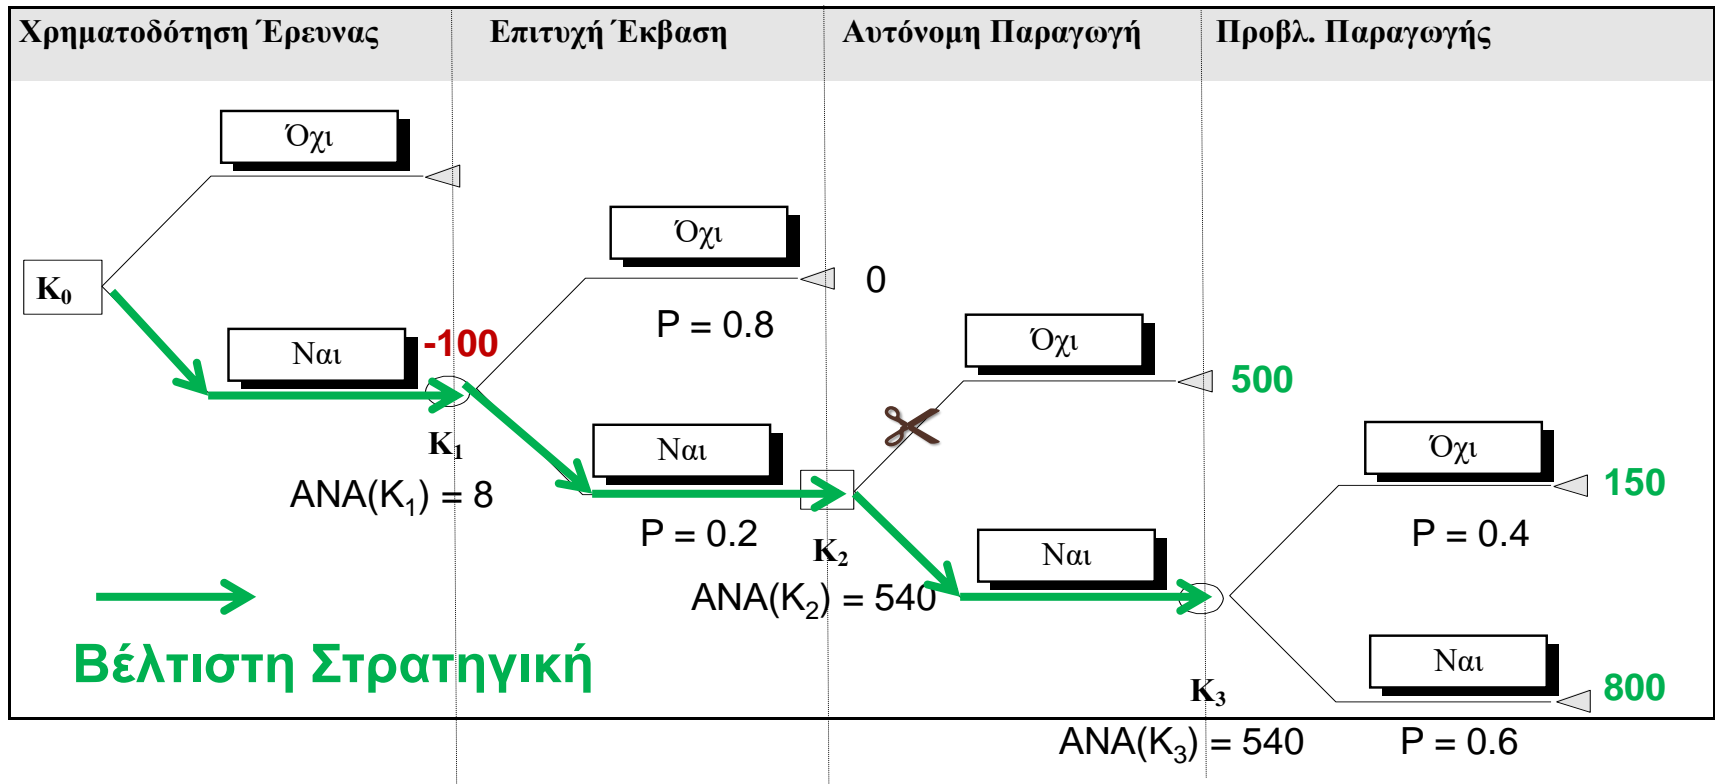 Χρηματοδότηση Έρευνας
Επιτυχή Έκβαση
Αυτόνομη Παραγωγή
Προβλ. Παραγωγής
Όχι
Όχι
K₀
0
P = 0.8
Όχι
Ναι
-100
500
K₁
Ναι
Όχι
ANA(K₁) = 8
150
P = 0.2
K₂
Ναι
P = 0.4
ANA(K₂) = 540
Βέλτιστη Στρατηγική
Ναι
K₃
800
ANA(K₃) = 540
P = 0.6